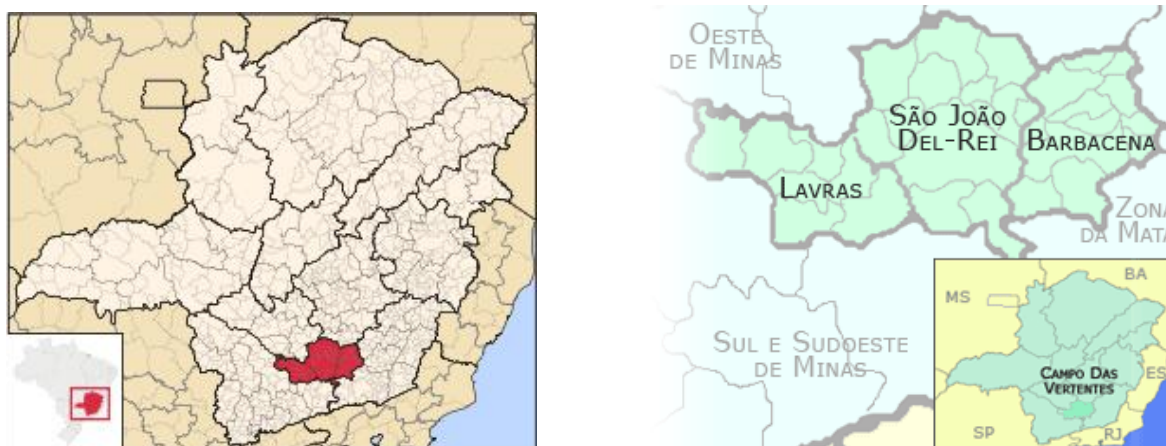 OESTE
DE MINAS
SÃO JOÃO
DEL-REI
BARBACENA
LAVRAS
ZONA
DA MATA
SUL E SUDOESTE
DE MINAS
BA
MS
CAMPO DAS
VERTENTES
ES
SP
RJ